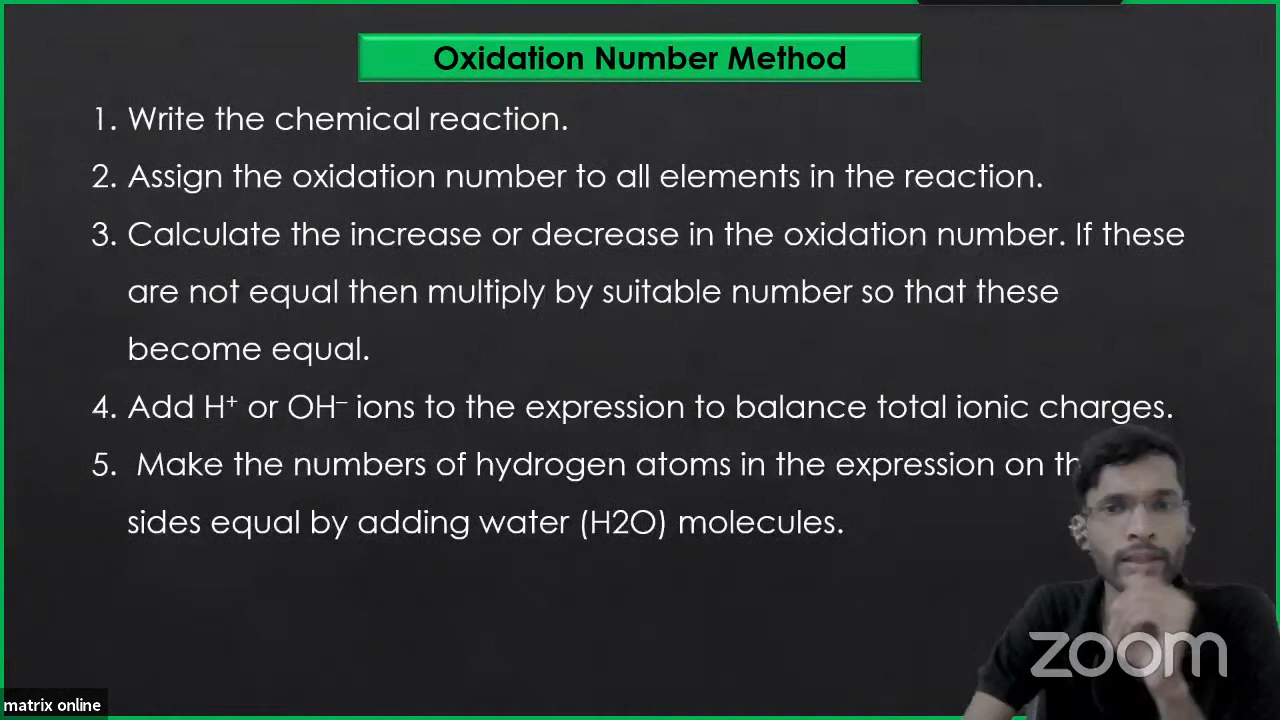 Oxidation Number Method
1. Write the chemical reaction.
2. Assign the oxidation number to all elements in the reaction.
3. Calculate the increase or decrease in the oxidation number. If these
are not equal then multiply by suitable number so that these
become equal.
4. Add H⁺ or OH⁻ ions to the expression to balance total ionic charges.
5. Make the numbers of hydrogen atoms in the expression on
sides equal by adding water (H2O) molecules.
zoom
matrix online